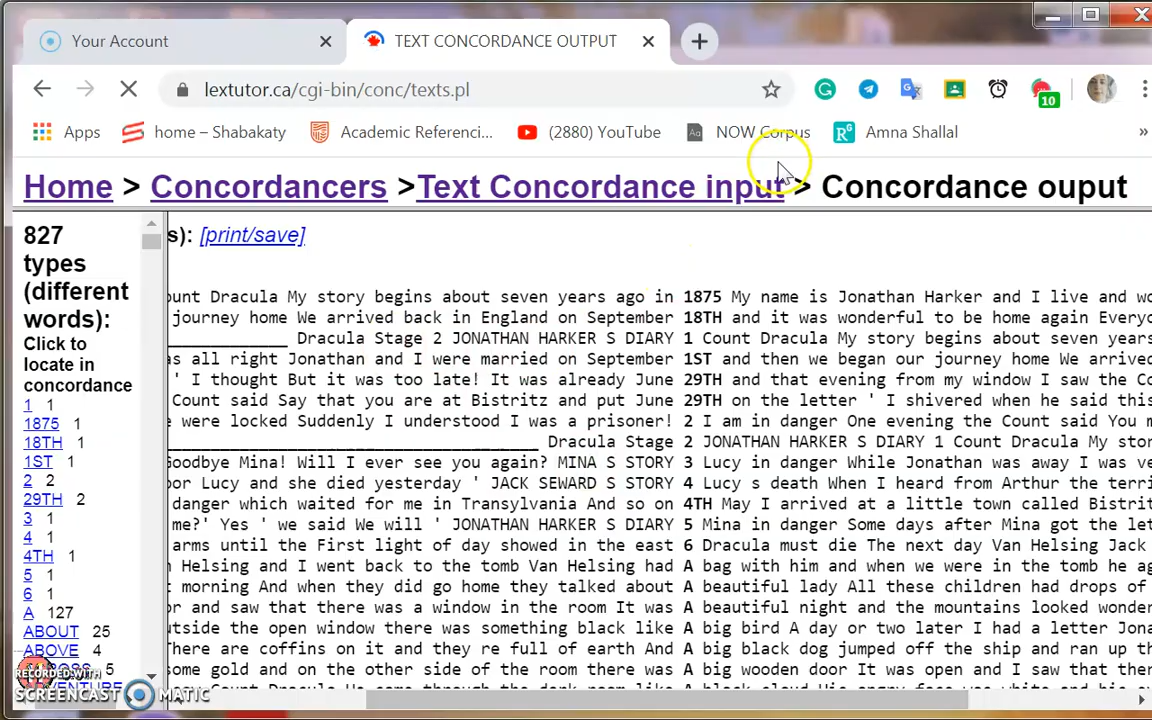 Your Account
TEXT CONCORDANCE OUTPUT
lextutor.ca/cgi-bin/conc/texts.pl
10
Apps
home – Shabakaty
Academic Referenci...
(2880) YouTube
NOW Corpus
Amna Shallal
»
Home > Concordancers >Text Concordance input > Concordance ouput
827
types
(different
words):
Click to
locate in
concordance
1 1
1875 1
18TH 1
1ST 1
2 2
29TH 2
3 1
4 1
4TH 1
5 1
6 1
A 127
ABOUT 25
ABOVE 4
5
s): [print/save]
ount Dracula My story begins about seven years ago in 1875 My name is Jonathan Harker and I live and wo
journey home We arrived back in England on September 18TH and it was wonderful to be home again Everyo
Dracula Stage 2 JONATHAN HARKER S DIARY 1 Count Dracula My story begins about seven years
as all right Jonathan and I were married on September 1ST and then we began our journey home We arrive
' I thought But it was too late! It was already June 29TH and that evening from my window I saw the Co
Count said Say that you are at Bistritz and put June 29TH on the letter ' I shivered when he said this
e were locked Suddenly I understood I was a prisoner! 2 I am in danger One evening the Count said You m
Dracula Stage 2 JONATHAN HARKER S DIARY 1 Count Dracula My story
Goodbye Mina! Will I ever see you again? MINA S STORY 3 Lucy in danger While Jonathan was away I was ve
oor Lucy and she died yesterday ' JACK SEWARD S STORY 4 Lucy s death When I heard from Arthur the terri
danger which waited for me in Transylvania And so on 4TH May I arrived at a little town called Bistrit
me?' Yes ' we said We will ' JONATHAN HARKER S DIARY 5 Mina in danger Some days after Mina got the let
arms until the First light of day showed in the east 6 Dracula must die The next day Van Helsing Jack
n Helsing and I went back to the tomb Van Helsing had A bag with him and when we were in the tomb he ag
t morning And when they did go home they talked about A beautiful lady All these children had drops of
or and saw that there was a window in the room It was A beautiful night and the mountains looked wonder
utside the open window there was something black like A big bird A day or two later I had a letter Jona
There are coffins on it and they re full of earth And A big black dog jumped off the ship and ran up th
some gold and on the other side of the room there was A big wooden door It was open and I saw that ther
RECORDED WITH
SCREENCAST MATIC